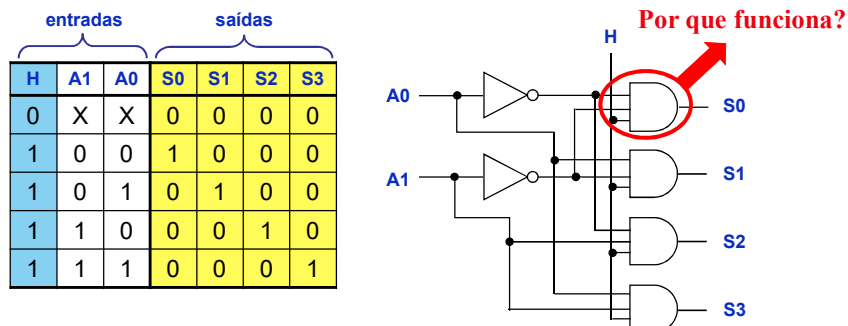 entradas saídas
H A1 A0 S0 S1 S2 S3
0 X X 0 0 0 0
1 0 0 1 0 0 0
1 0 1 0 1 0 0
1 1 0 0 0 1 0
1 1 1 0 0 0 1
Por que funciona?
H
A0
S0
A1
S1
S2
S3